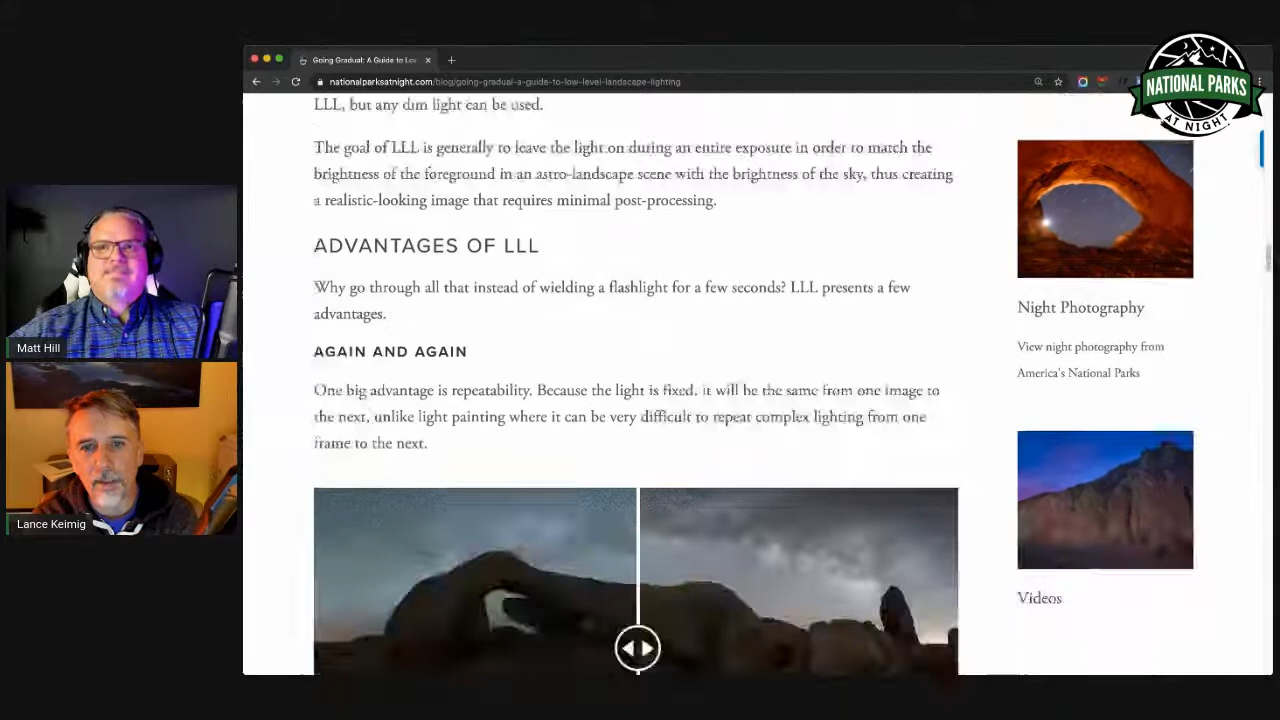 Going Gradual: A Guide to Lov
nationalparksatnight.com/blog/going-gradual-a-guide-to-low-level-landscape-lighting
NATIONAL PARKS
AT NIGHT
LLL, but any dim light can be used.
The goal of LLL is generally to leave the light on during an entire exposure in order to match the
brightness of the foreground in an astro-landscape scene with the brightness of the sky, thus creating
a realistic-looking image that requires minimal post-processing.
ADVANTAGES OF LLL
Why go through all that instead of wielding a flashlight for a few seconds? LLL presents a few
advantages.
AGAIN AND AGAIN
One big advantage is repeatability. Because the light is fixed, it will be the same from one image to
the next, unlike light painting where it can be very difficult to repeat complex lighting from one
frame to the next.
Night Photography
View night photography from
America's National Parks
Videos
Matt Hill
Lance Keimig